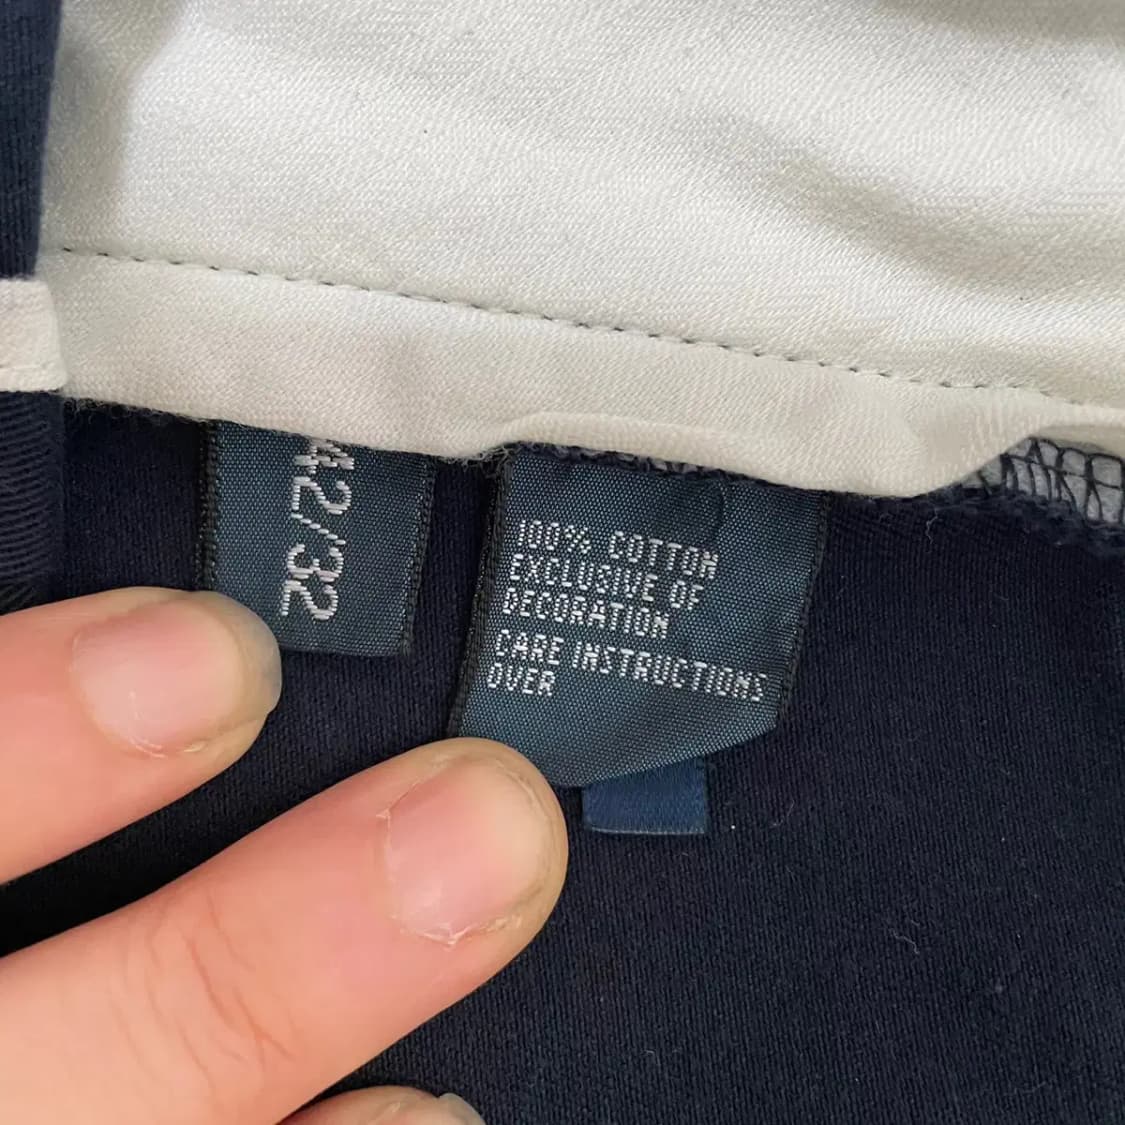 42/32
100% COTTON
EXCLUSIVE OF
DECORATION
CARE INSTRUCTIONS
OVER